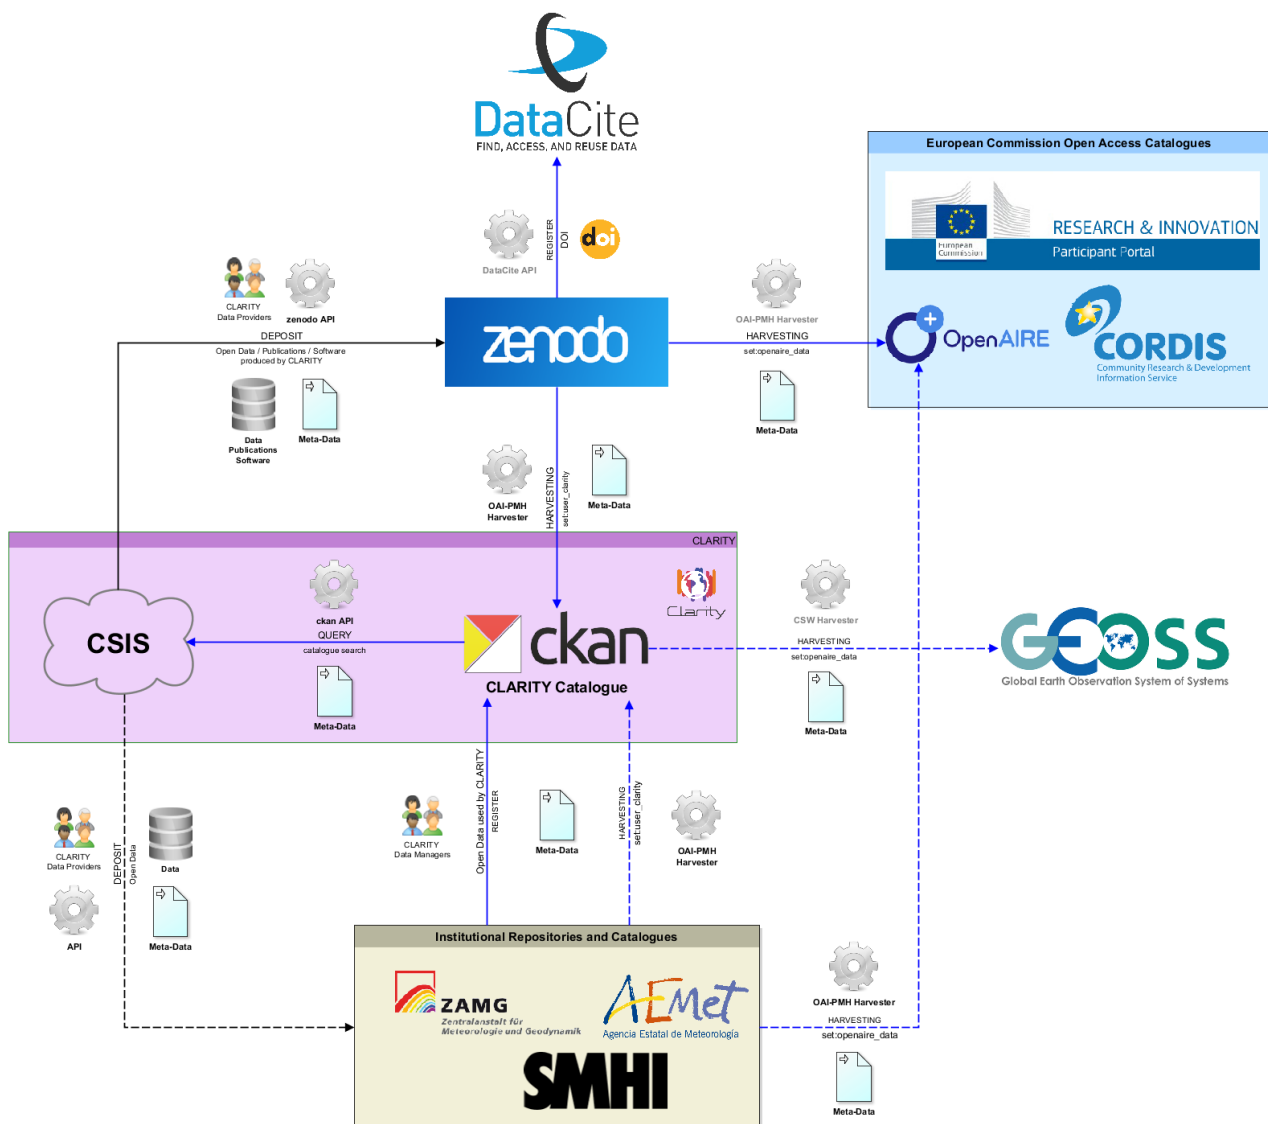 DataCite
FIND, ACCESS, AND REUSE DATA
European Commission Open Access Catalogues
European
Commission
RESEARCH & INNOVATION
Participant Portal
OpenAIRE
CORDIS
Community Research & Development
Information Service
DataCite API
REGISTER
DOI
doi
CLARITY
Data Providers
zenodo API
DEPOSIT
Open Data / Publications / Software
produced by CLARITY
Data
Publications
Software
Meta-Data
zenodo
OAI-PMH Harvester
HARVESTING
set:openaire_data
Meta-Data
OAI-PMH
Harvester
HARVESTING
set:user_clarity
Meta-Data
CLARITY
CSIS
ckan API
QUERY
catalogue search
Meta-Data
ckan
CLARITY Catalogue
Clarity
CSW Harvester
HARVESTING
set:openaire_data
Meta-Data
GEOSS
Global Earth Observation System of Systems
CLARITY
Data Providers
API
DEPOSIT
Open Data
Data
Meta-Data
CLARITY
Data Managers
Open Data used by CLARITY
REGISTER
Meta-Data
HARVESTING
set:user_clarity
OAI-PMH
Harvester
Institutional Repositories and Catalogues
ZAMG
Zentralanstalt für
Meteorologie und Geodynamik
AEMet
Agencia Estatal de Meteorología
SMHI
OAI-PMH Harvester
HARVESTING
set:openaire_data
Meta-Data